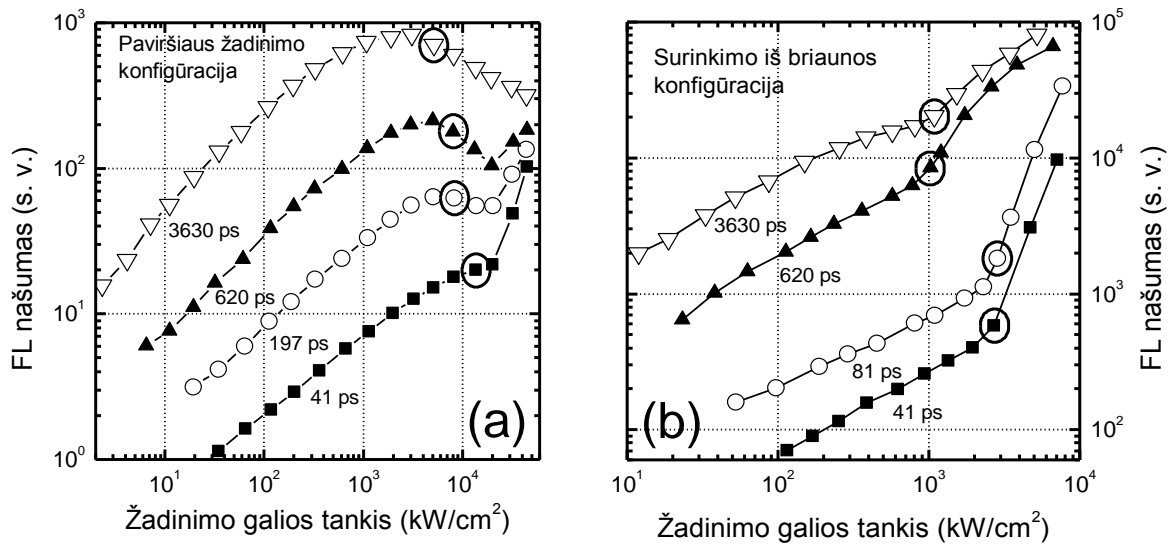 Paviršiaus žadinimo
konfigūracija
3630 ps
620 ps
197 ps
41 ps
(a)
FL našumas (s. v.)
10³
10²
10¹
10⁰
10¹
10²
10³
10⁴
Žadinimo galios tankis (kW/cm²)
Surinkimo iš briaunos
konfigūracija
3630 ps
620 ps
81 ps
41 ps
(b)
10⁵
10⁴
10³
10²
FL našumas (s. v.)
10¹
10²
10³
10⁴
Žadinimo galios tankis (kW/cm²)